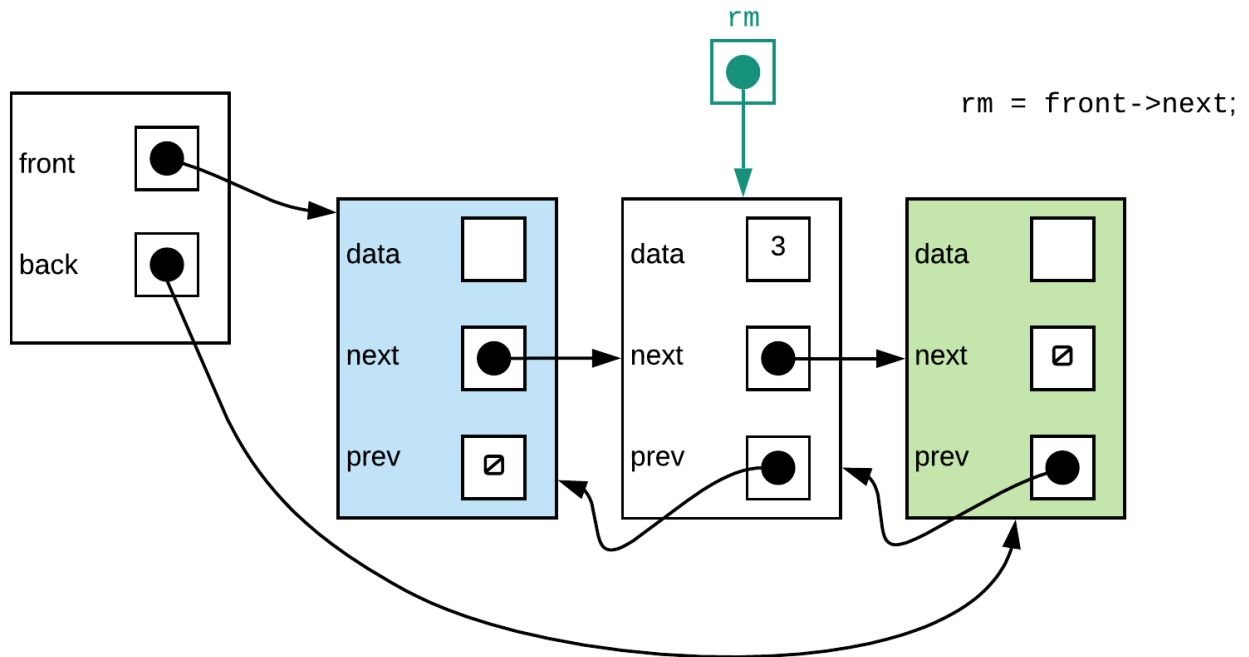 rm
rm = front->next;
front
back
data
next
prev
data 3
next
prev
data
next
prev